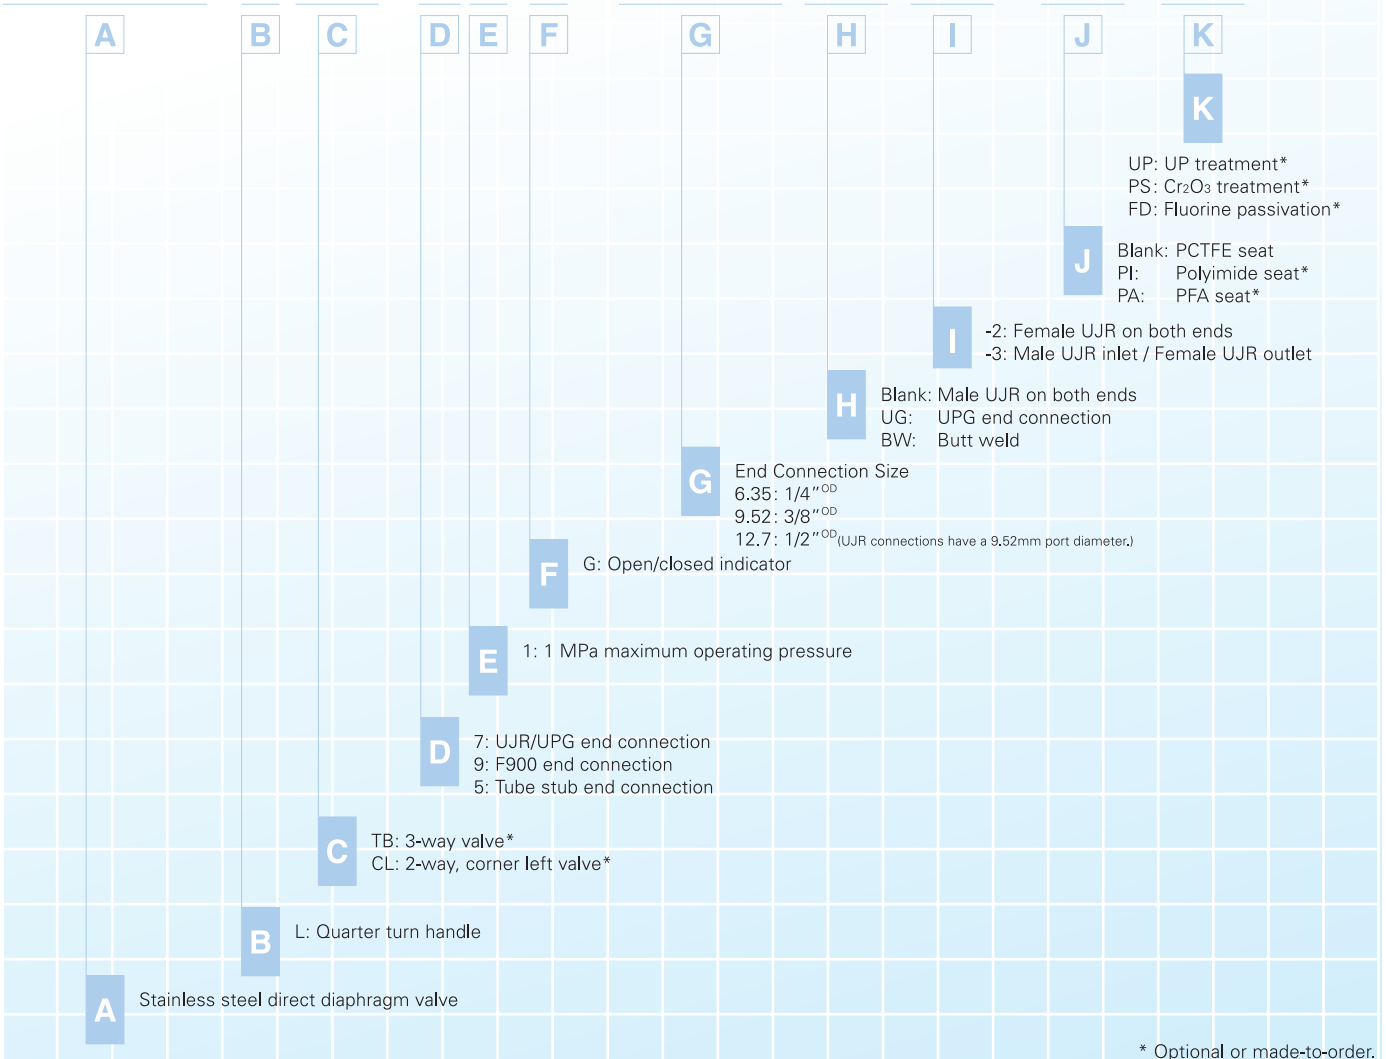 A B C D E F G H I J K
K
UP: UP treatment*
PS: Cr₂O₃ treatment*
FD: Fluorine passivation*
J
Blank: PCTFE seat
PI: Polyimide seat*
PA: PFA seat*
I
-2: Female UJR on both ends
-3: Male UJR inlet / Female UJR outlet
H
Blank: Male UJR on both ends
UG: UPG end connection
BW: Butt weld
G
End Connection Size
6.35: 1/4"OD
9.52: 3/8"OD
12.7: 1/2"OD(UJR connections have a 9.52mm port diameter.)
F
G: Open/closed indicator
E
1: 1 MPa maximum operating pressure
D
7: UJR/UPG end connection
9: F900 end connection
5: Tube stub end connection
C
TB: 3-way valve*
CL: 2-way, corner left valve*
B
L: Quarter turn handle
A
Stainless steel direct diaphragm valve
* Optional or made-to-order.